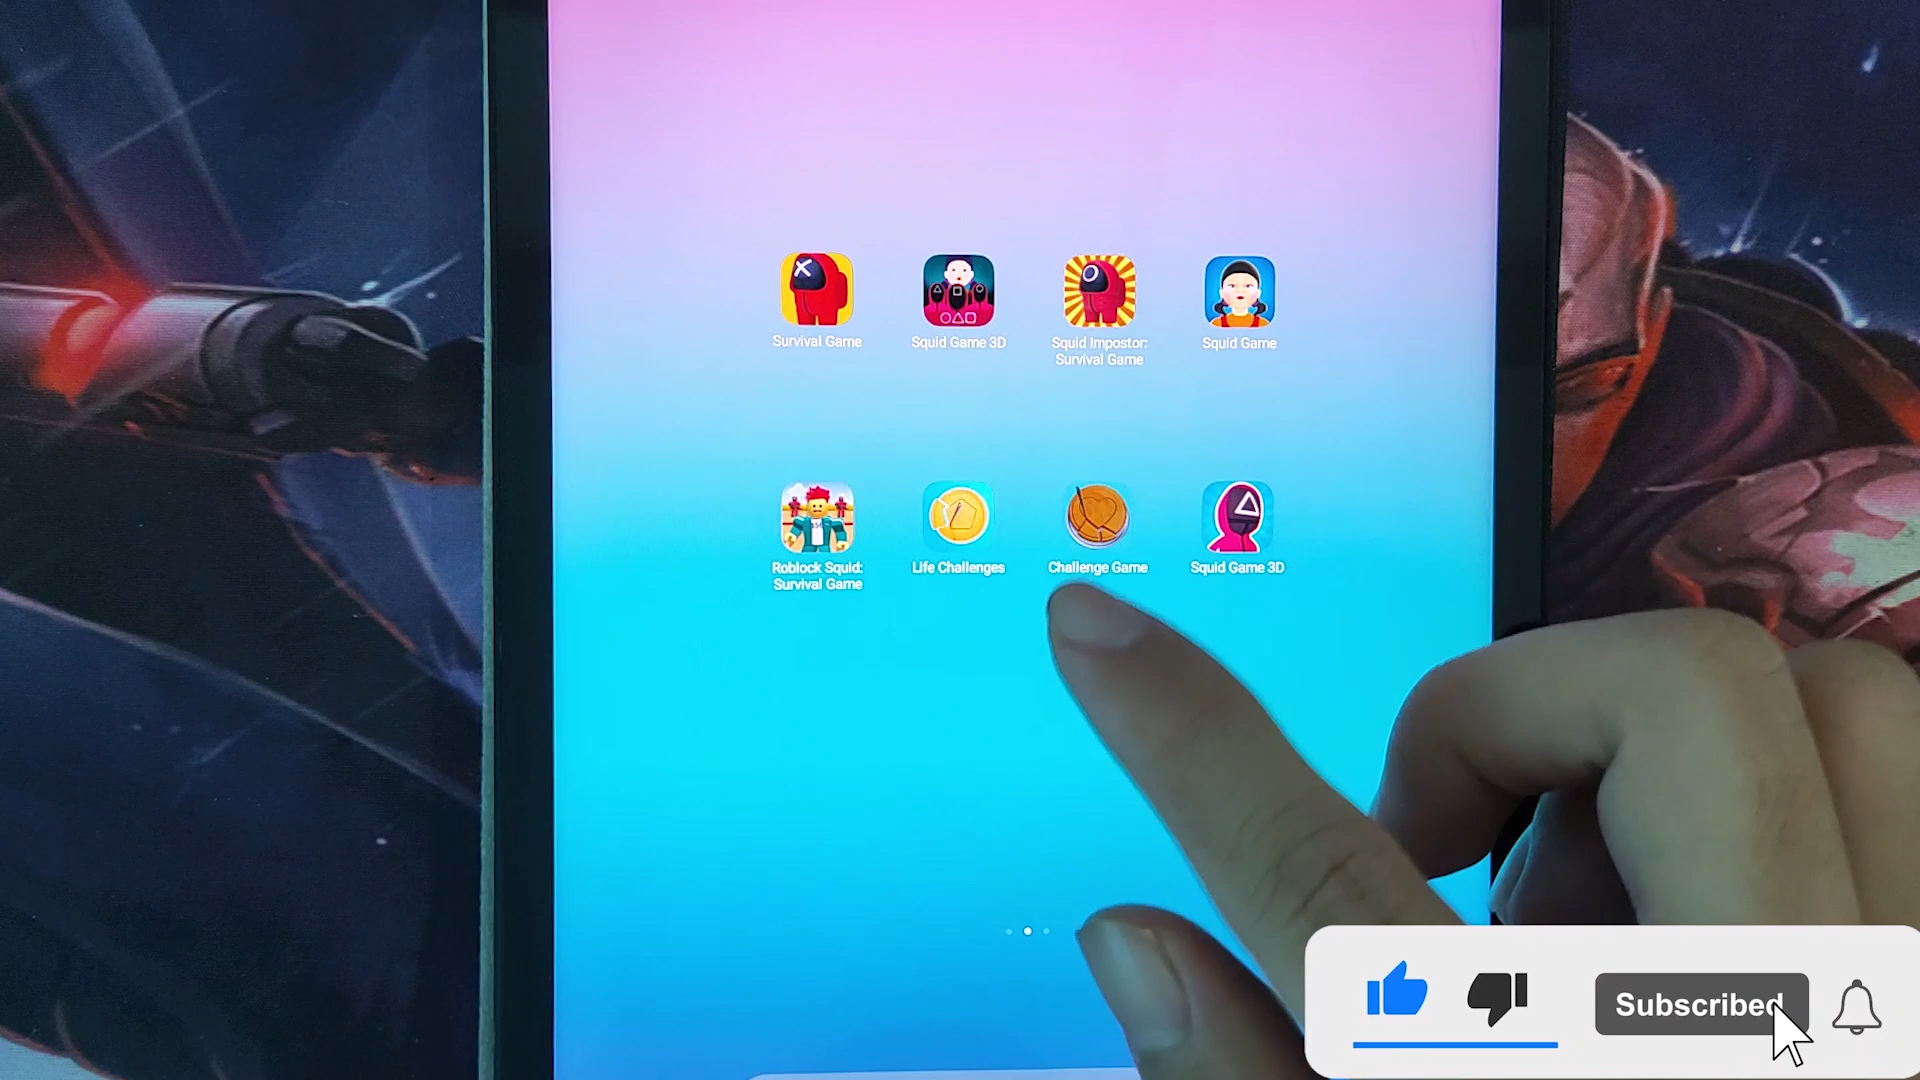 Survival Game
Squid Game 3D
Squid Impostor:
Survival Game
Squid Game
Roblock Squid:
Survival Game
Life Challenges
Challenge Game
Squid Game 3D
Subscribed